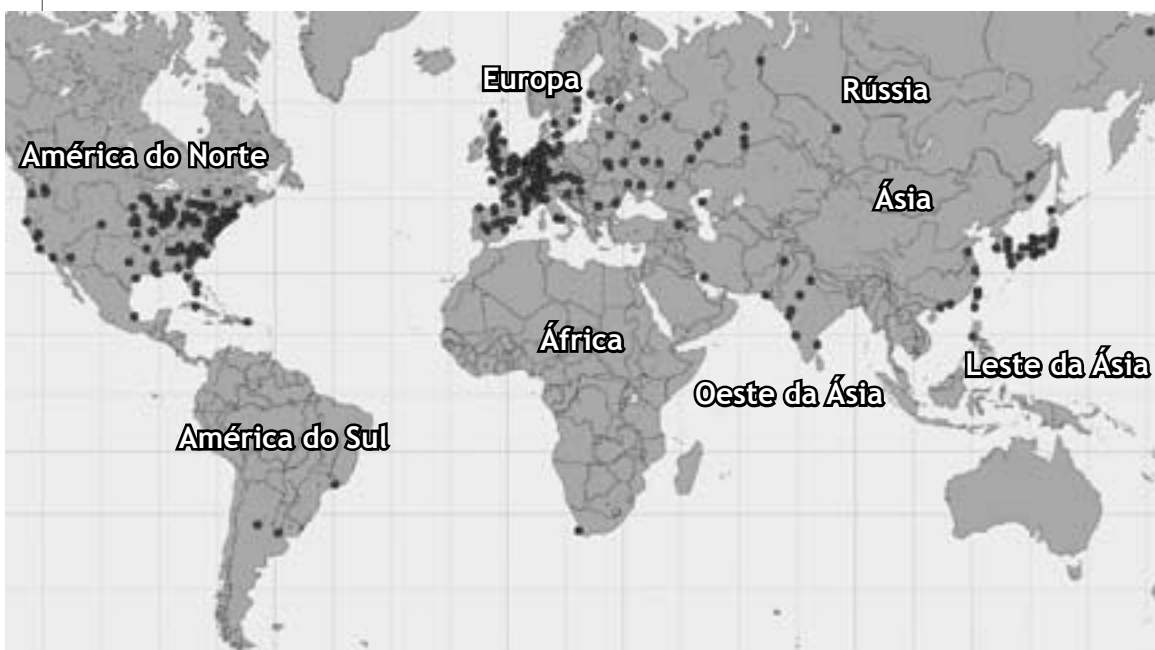 Europa
Rússia
América do Norte
Ásia
África
Leste da Ásia
Oeste da Ásia
América do Sul